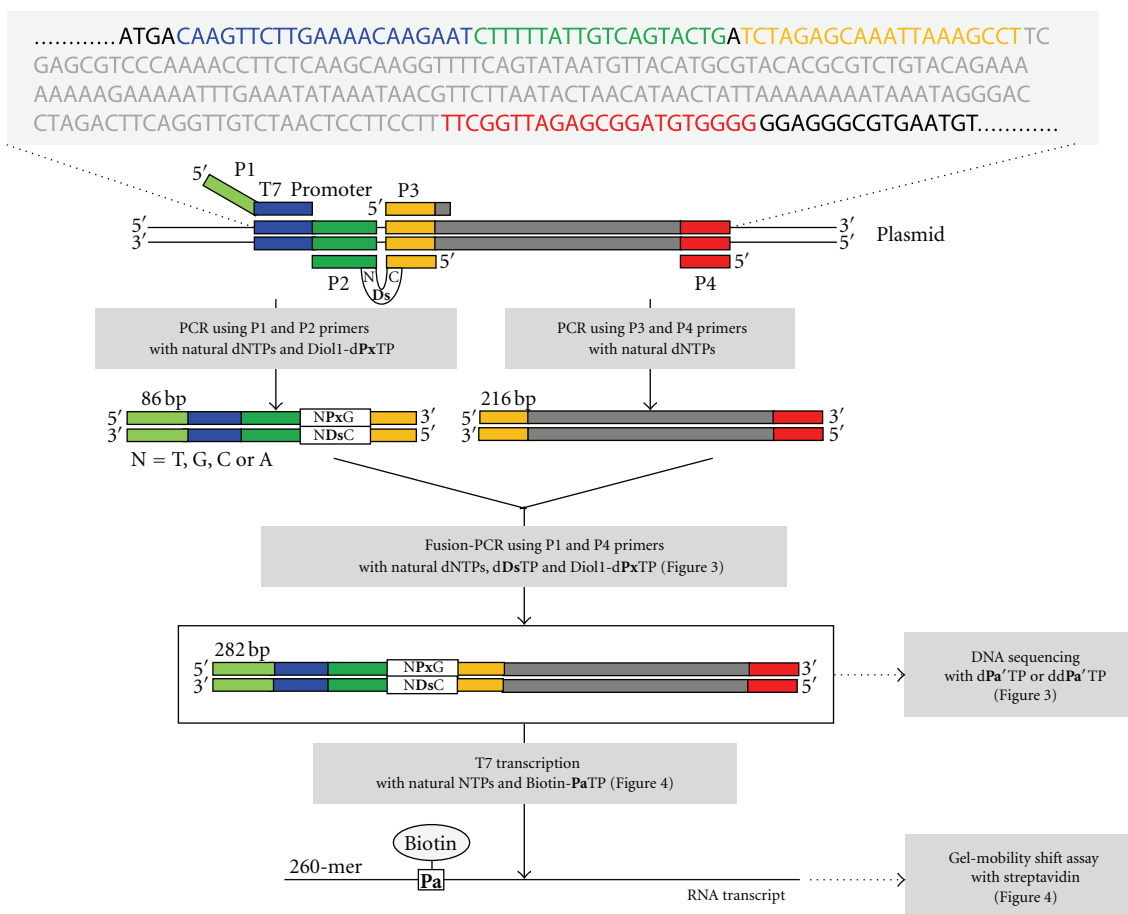 ............ATGACAAGTTCTTGAAAACAAGAATCTTTTTATTGTCAGTACTGATCTAGAGCAAATTAAAGCCTTC
GAGCGTCCCAAAACCTTCTCAAGCAAGGTTTTCAGTATAATGTTACATGCGTACACGCGTCTGTACAGAAA
AAAAAGAAAAATTTGAAATATAAATAACGTTCTTAATACTAACATAACTATTAAAAAAAATAAATAGGGAC
CTAGACTTCAGGTTGTCTAACTCCTTCCTTTTCGGTTAGAGCGGATGTGGGGGGAGGGCGTGAATGT............
5′ P1
T7 Promoter 5′ P3
5′ 3′
3′ 5′
Plasmid
5′ 5′
N C
P2 Ds P4
PCR using P1 and P2 primers
with natural dNTPs and Diol1-dPxTP
PCR using P3 and P4 primers
with natural dNTPs
86 bp
5′ NPxG 3′
3′ NDsC 5′
N = T, G, C or A
216 bp
5′ 3′
3′ 5′
Fusion-PCR using P1 and P4 primers
with natural dNTPs, dDsTP and Diol1-dPxTP (Figure 3)
282 bp
5′ NPxG 3′
3′ NDsC 5′
DNA sequencing
with dPa′TP or ddPa′TP
(Figure 3)
T7 transcription
with natural NTPs and Biotin-PaTP (Figure 4)
Biotin
260-mer
Pa
RNA transcript
Gel-mobility shift assay
with streptavidin
(Figure 4)